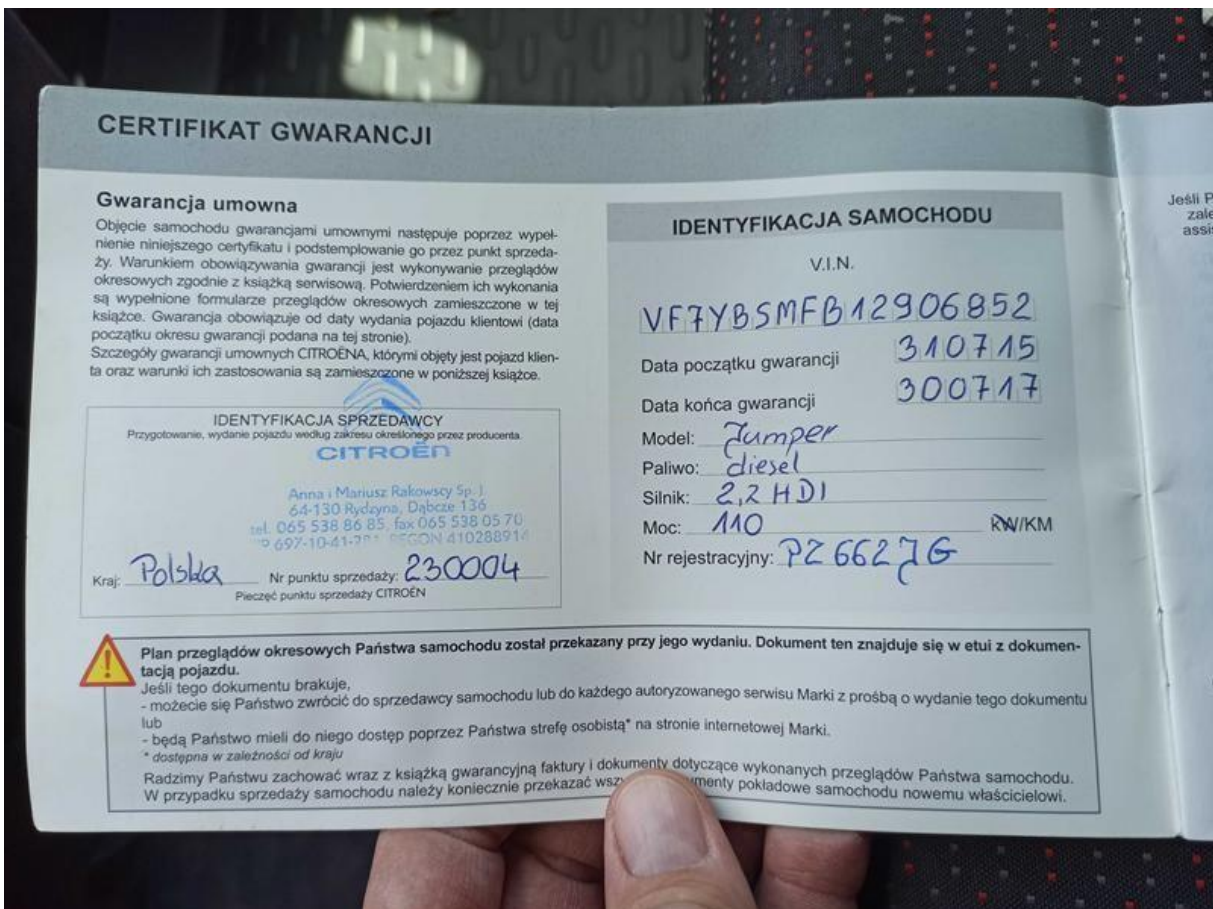 CERTIFIKAT GWARANCJI
Gwarancja umowna
Objęcie samochodu gwarancjami umownymi następuje poprzez wypeł-
nienie niniejszego certyfikatu i podstemplowanie go przez punkt sprzeda-
ży. Warunkiem obowiązywania gwarancji jest wykonywanie przeglądów
okresowych zgodnie z książką serwisową. Potwierdzeniem ich wykonania
są wypełnione formularze przeglądów okresowych zamieszczone w tej
książce. Gwarancja obowiązuje od daty wydania pojazdu klientowi (data
początku okresu gwarancji podana na tej stronie).
Szczegóły gwarancji umownych CITROËNA, którymi objęty jest pojazd klien-
ta oraz warunki ich zastosowania są zamieszczone w poniższej książce.
IDENTYFIKACJA SPRZEDAWCY
Przygotowanie, wydanie pojazdu według zakresu określonego przez producenta.
CITROËN
Anna i Mariusz Rakowscy Sp. J.
64-130 Rydzyna, Dąbcze 136
tel. 065 538 86 85, fax 065 538 05 70
697-10-41- REGON 410288914
Kraj: Polska Nr punktu sprzedaży: 230004
Pieczęć punktu sprzedaży CITROËN
IDENTYFIKACJA SAMOCHODU
V.I.N.
VF7YBSMFB12906852
Data początku gwarancji 310715
Data końca gwarancji 300717
Model: Jumper
Paliwo: diesel
Silnik: 2,2 HDI
Moc: 110 KW/KM
Nr rejestracyjny: PZ 662JG
Plan przeglądów okresowych Państwa samochodu został przekazany przy jego wydaniu. Dokument ten znajduje się w etui z dokumen-
tacją pojazdu.
Jeśli tego dokumentu brakuje,
- możecie się Państwo zwrócić do sprzedawcy samochodu lub do każdego autoryzowanego serwisu Marki z prośbą o wydanie tego dokumentu
lub
- będą Państwo mieli do niego dostęp poprzez Państwa strefę osobistą* na stronie internetowej Marki.
* dostępna w zależności od kraju
Radzimy Państwu zachować wraz z książką gwarancyjną faktury i dokumenty dotyczące wykonanych przeglądów Państwa samochodu.
W przypadku sprzedaży samochodu należy koniecznie przekazać pokładowe samochodu nowemu właścicielowi.
Jeśli